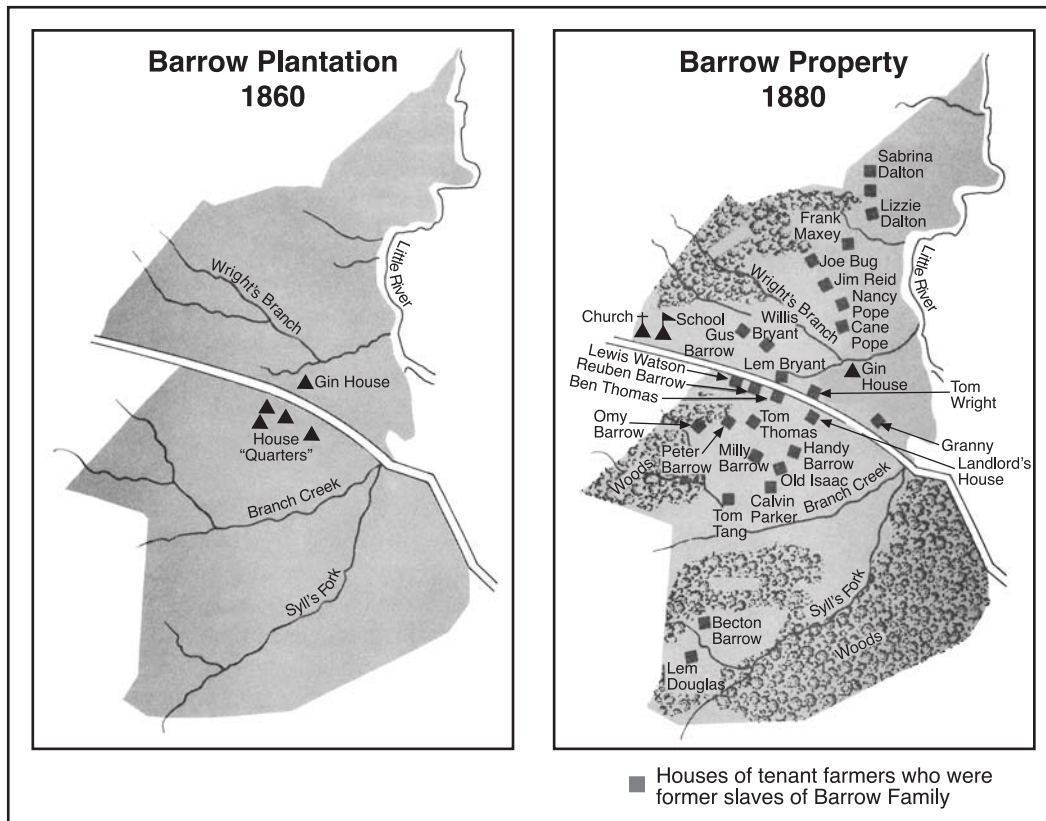 Barrow Plantation
1860
Little River
Wright's Branch
Gin House
House
"Quarters"
Branch Creek
Syll's Fork
Barrow Property
1880
Sabrina
Dalton
Lizzie
Dalton
Frank
Maxey
Joe Bug
Jim Reid
Nancy
Pope
Cane
Pope
Little River
Wright's Branch
Church
School
Willis
Bryant
Gus
Barrow
Lem Bryant
Gin
House
Lewis Watson
Reuben Barrow
Ben Thomas
Tom
Wright
Omy
Barrow
Peter
Barrow
Tom
Thomas
Granny
Landlord's
House
Woods
Milly
Barrow
Handy
Barrow
Old Isaac
Calvin
Parker
Tom
Tang
Branch Creek
Syll's Fork
Becton
Barrow
Lem
Douglas
Woods
Houses of tenant farmers who were
former slaves of Barrow Family